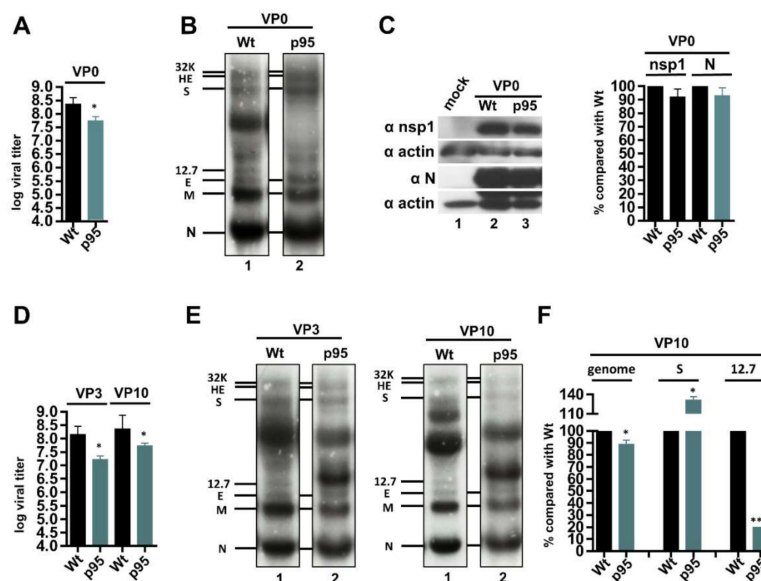 A
VP0
log viral titer
8.5
8.0
7.5
7.0
6.5
6.0
5.5
5.0
4.5
4.0
*
Wt
p95
B
VP0
Wt p95
32K
HE
S
12.7
E
M
N
1 2
C
mock
VP0
Wt p95
α nsp1
α actin
α N
α actin
1 2 3
VP0
nsp1 N
% compared with Wt
100
90
80
70
60
50
40
30
20
10
0
Wt
p95
Wt
p95
D
VP3 VP10
log viral titer
9.0
8.5
8.0
7.5
7.0
6.5
6.0
5.5
5.0
4.5
4.0
* *
Wt
p95
Wt
p95
E
VP3
Wt p95
32K
HE
S
12.7
E
M
N
1 2
VP10
Wt p95
32K
HE
S
12.7
E
M
N
1 2
F
VP10
genome S 12.7
% compared with Wt
140
110
100
90
80
70
60
50
40
30
20
10
0
*
*
**
Wt
p95
Wt
p95
Wt
p95